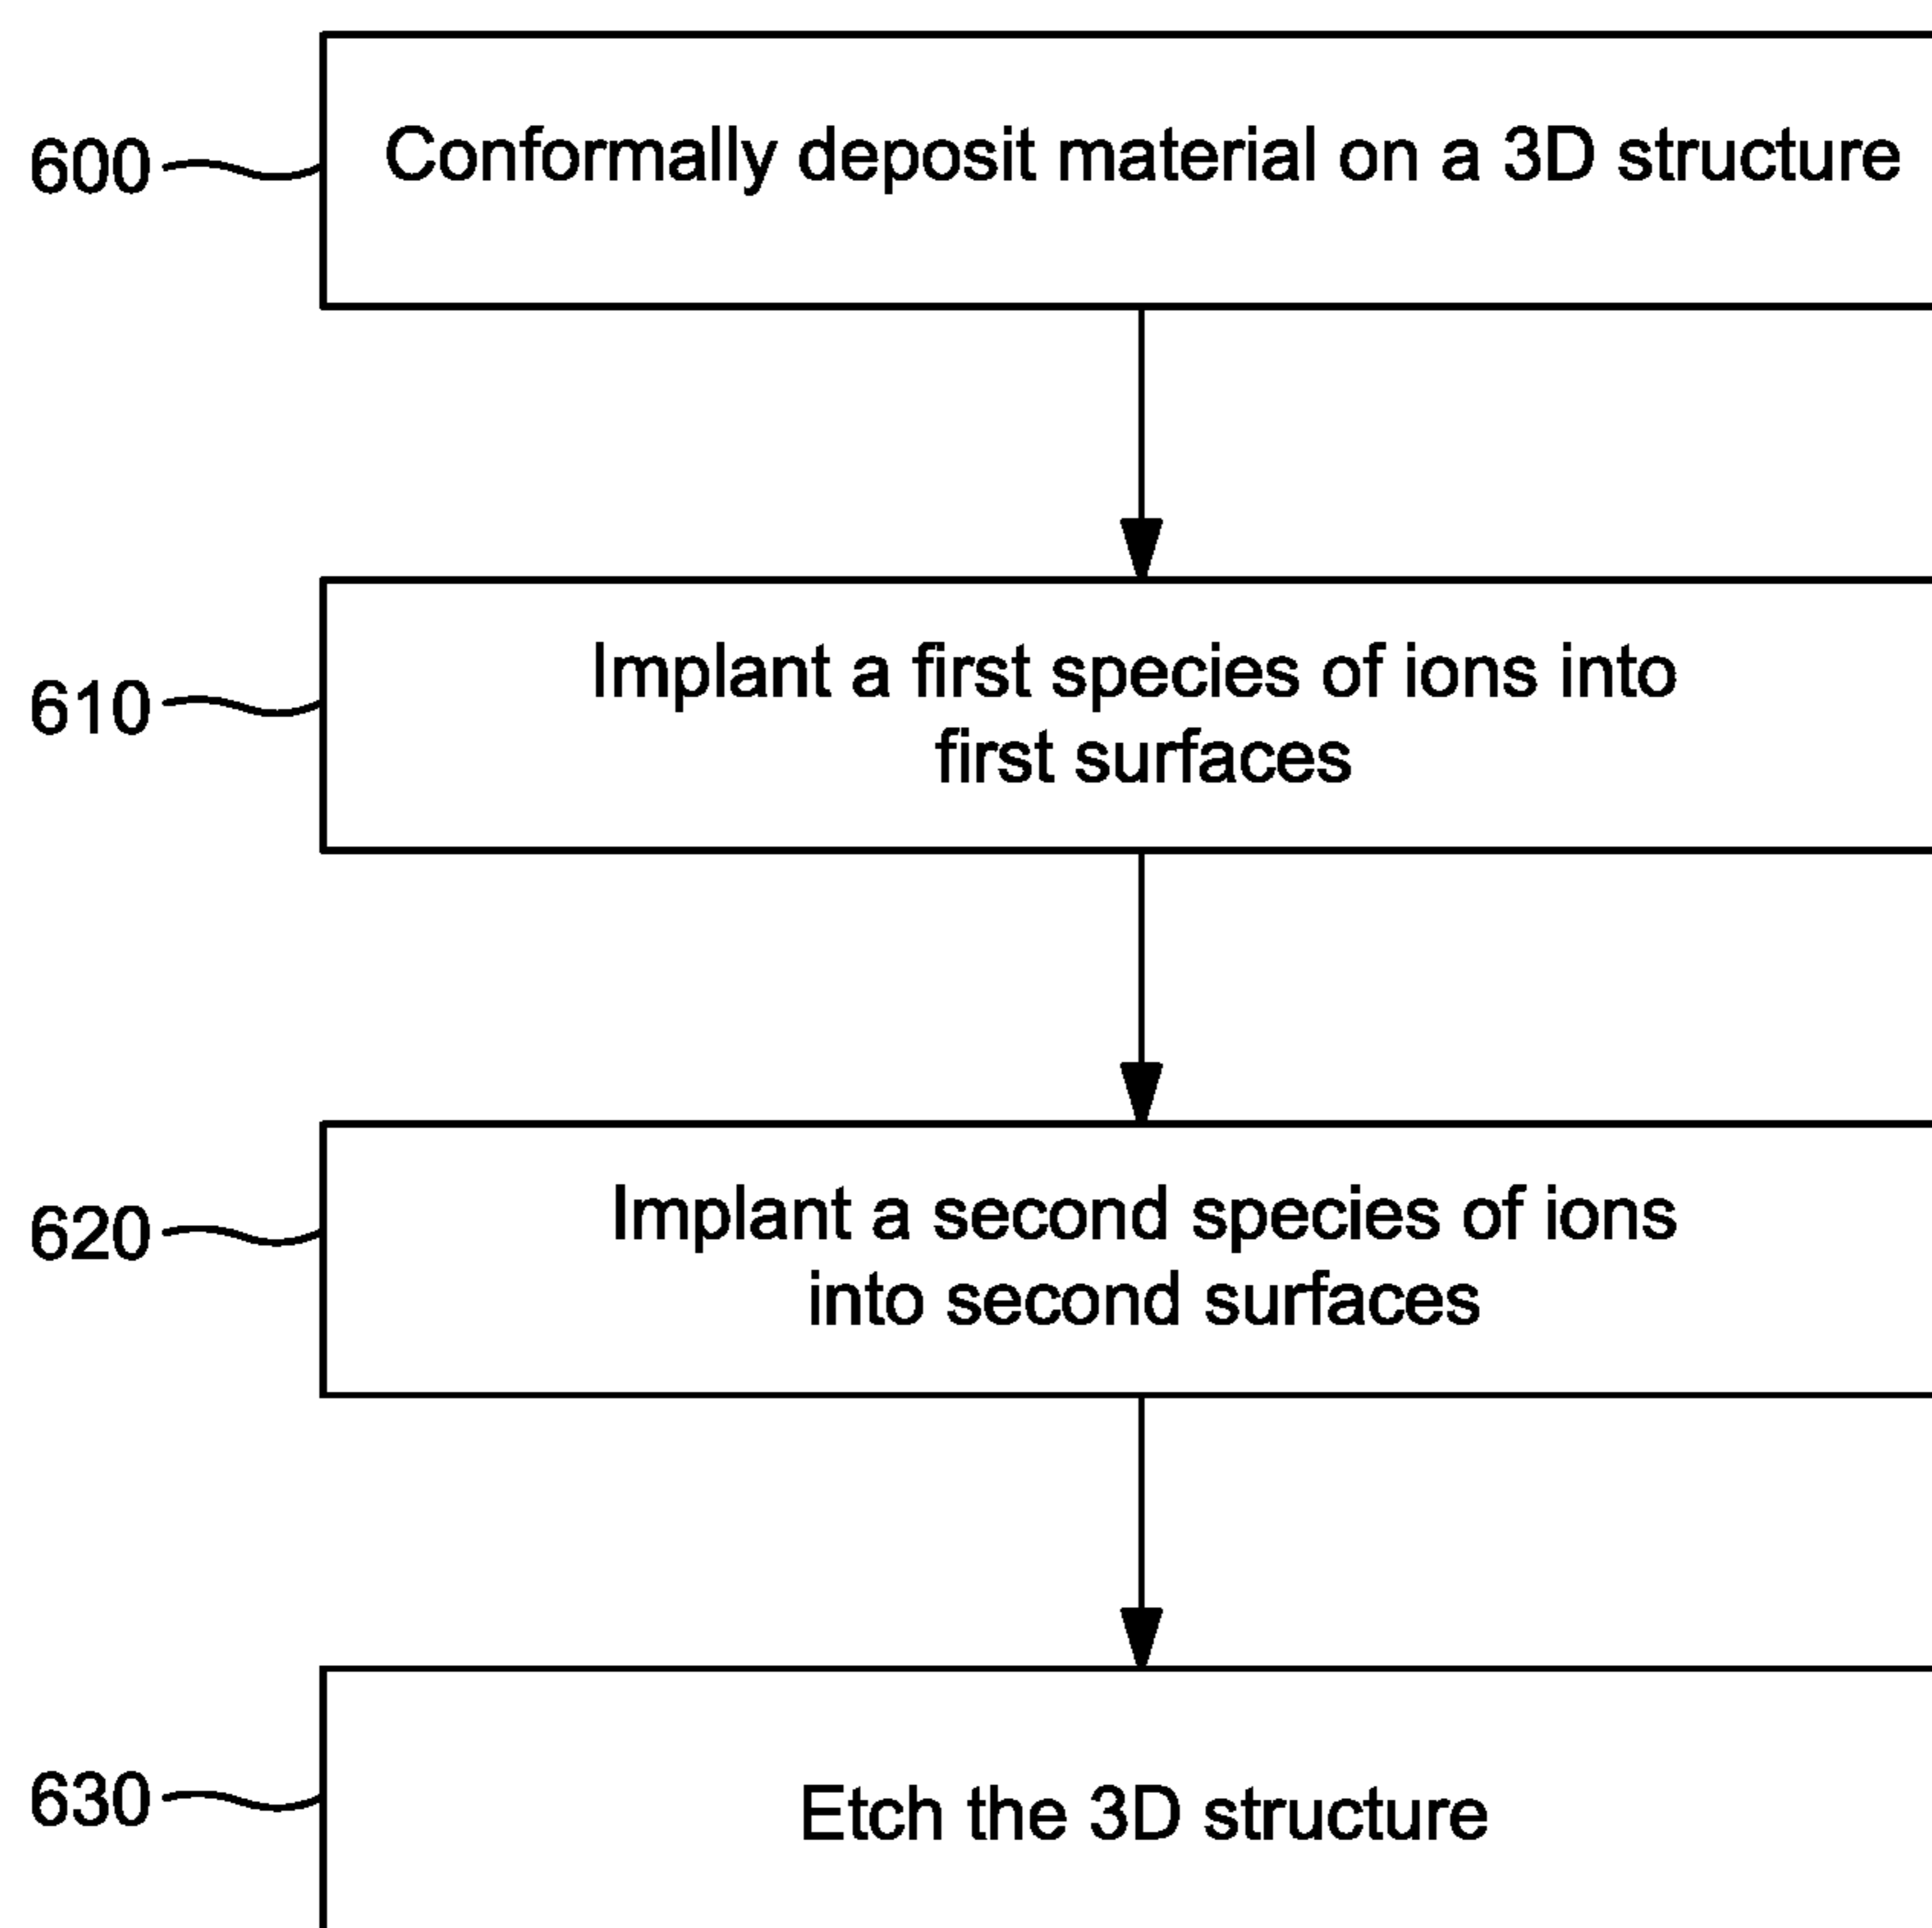 600
Conformally deposit material on a 3D structure
610
Implant a first species of ions into
first surfaces
620
Implant a second species of ions
into second surfaces
630
Etch the 3D structure